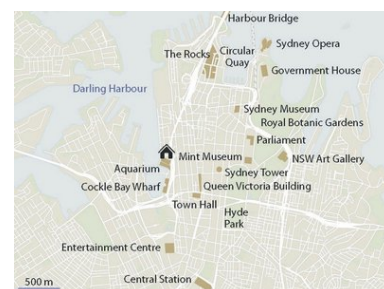 Harbour Bridge
Sydney Opera
The Rocks
Circular
Quay
Government House
Darling Harbour
Sydney Museum
Royal Botanic Gardens
Parliament
Mint Museum
NSW Art Gallery
Aquarium
Sydney Tower
Cockle Bay Wharf
Queen Victoria Building
Town Hall
Hyde
Park
Entertainment Centre
Central Station
500 m